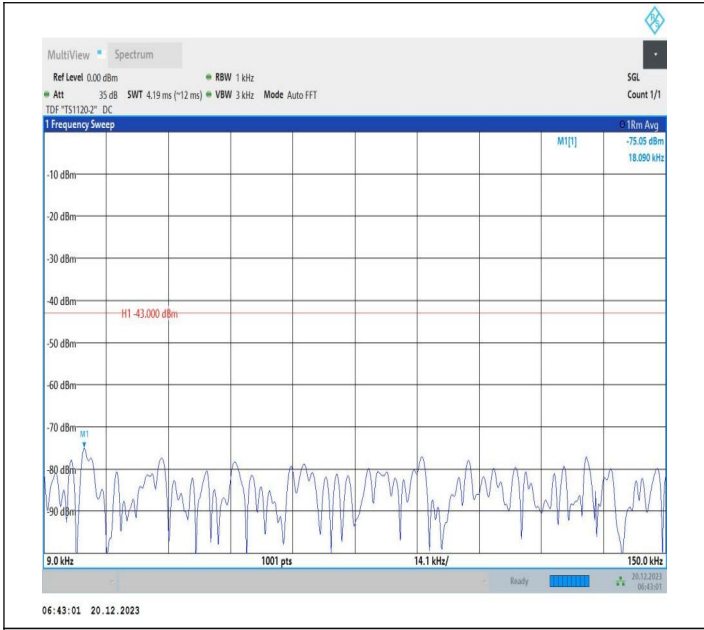 R S
MultiView Spectrum
Ref Level 0.00 dBm RBW 1 kHz SGL
Att 35 dB SWT 4.19 ms (~12 ms) VBW 3 kHz Mode Auto FFT Count 1/1
TDF "TS1120-2" DC
1 Frequency Sweep 1Rm Avg
M1[1] -75.05 dBm
18.090 kHz
-10 dBm
-20 dBm
-30 dBm
-40 dBm
H1 -43.000 dBm
-50 dBm
-60 dBm
-70 dBm
M1
-80 dBm
-90 dBm
9.0 kHz 1001 pts 14.1 kHz/ 150.0 kHz
Ready 20.12.2023
06:43:01
06:43:01 20.12.2023